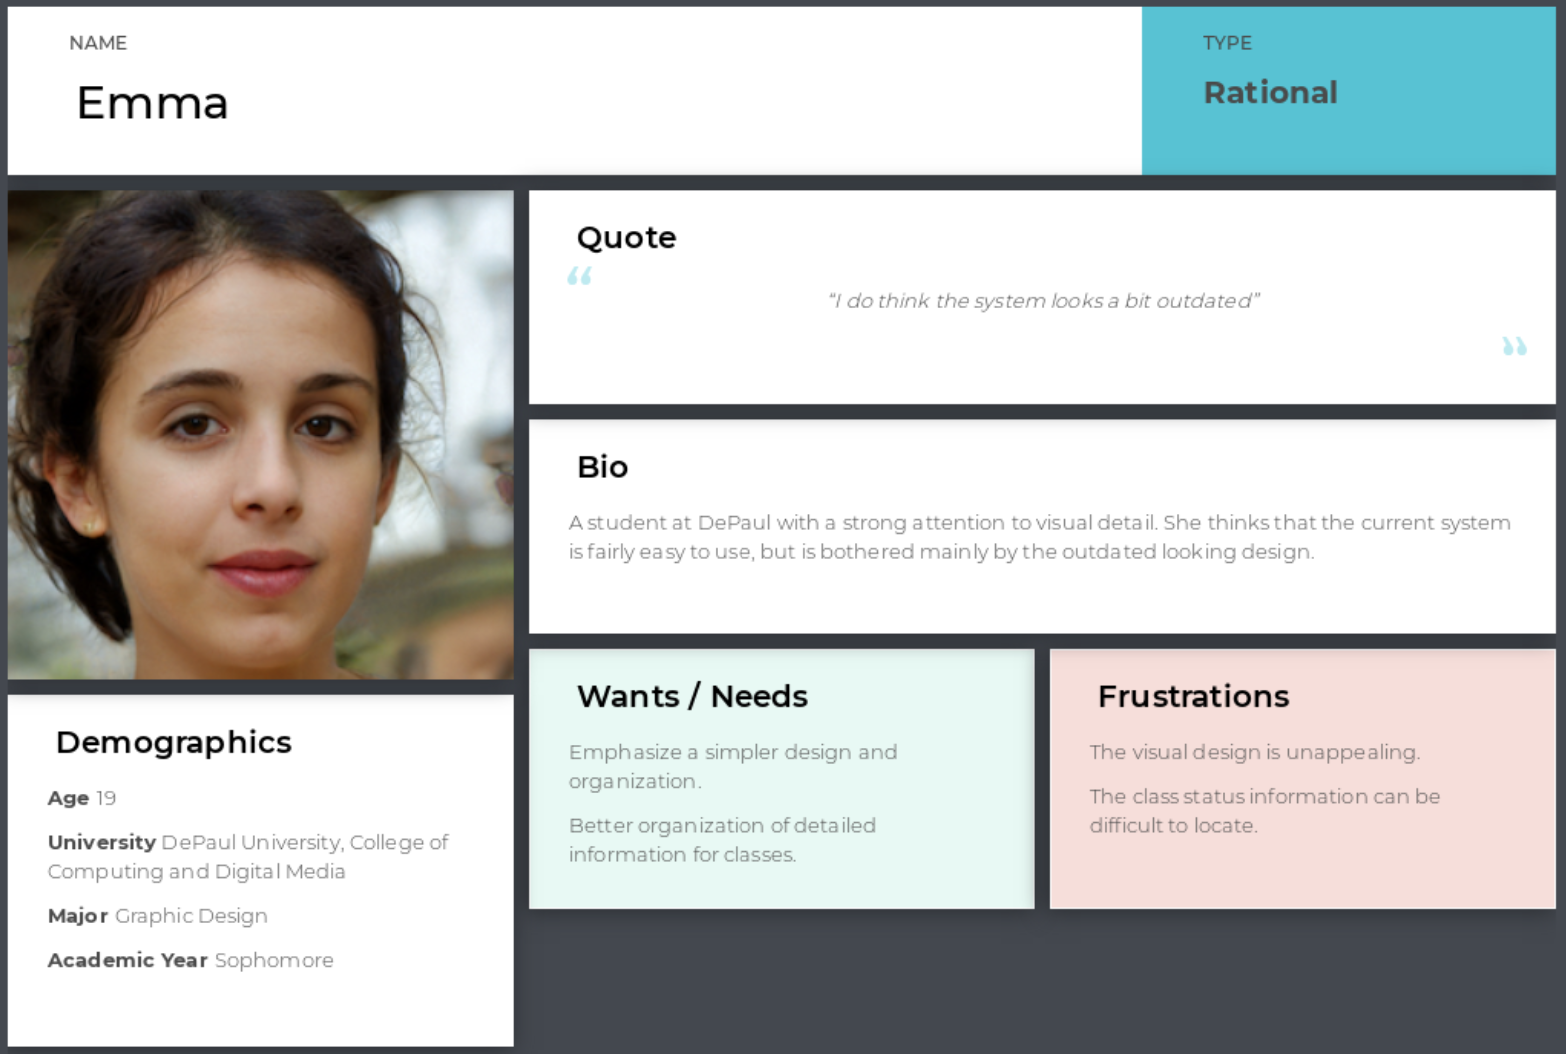 NAME
Emma
TYPE
Rational
Quote
“
“I do think the system looks a bit outdated”
”
Bio
A student at DePaul with a strong attention to visual detail. She thinks that the current system
is fairly easy to use, but is bothered mainly by the outdated looking design.
Demographics
Age 19
University DePaul University, College of
Computing and Digital Media
Major Graphic Design
Academic Year Sophomore
Wants / Needs
Emphasize a simpler design and
organization.
Better organization of detailed
information for classes.
Frustrations
The visual design is unappealing.
The class status information can be
difficult to locate.